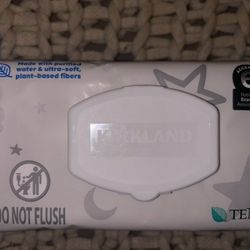 Made with purified
water & ultra-soft,
plant-based fibers
KIRKLAND
DO NOT FLUSH